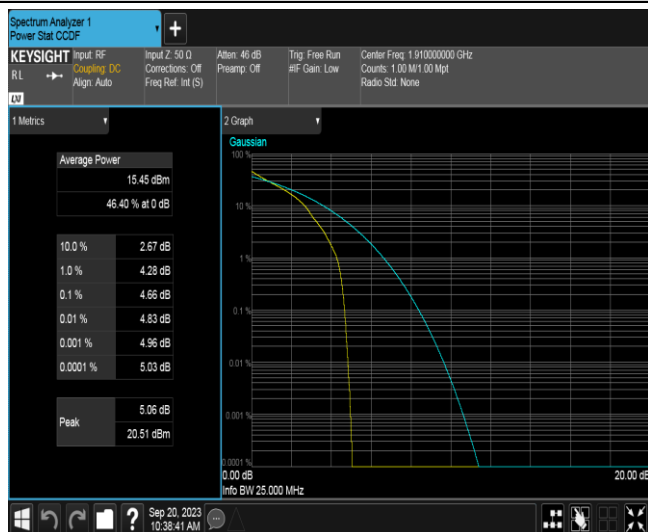 Spectrum Analyzer 1
Power Stat CCDF
KEYSIGHT
RL
LXI
Input: RF
Coupling: DC
Align: Auto
Input Z: 50 Ω
Corrections: Off
Freq Ref: Int (S)
Atten: 46 dB
Preamp: Off
Trig: Free Run
#IF Gain: Low
Center Freq: 1.910000000 GHz
Counts: 1.00 M/1.00 Mpt
Radio Std: None
1 Metrics
Average Power
15.45 dBm
46.40 % at 0 dB
10.0 % 2.67 dB
1.0 % 4.28 dB
0.1 % 4.66 dB
0.01 % 4.83 dB
0.001 % 4.96 dB
0.0001 % 5.03 dB
Peak 5.06 dB
20.51 dBm
2 Graph
Gaussian
100 %
10 %
1 %
0.1 %
0.01 %
0.001 %
0.0001 %
0.00 dB 20.00 dB
Info BW 25.000 MHz
Sep 20, 2023
10:38:41 AM